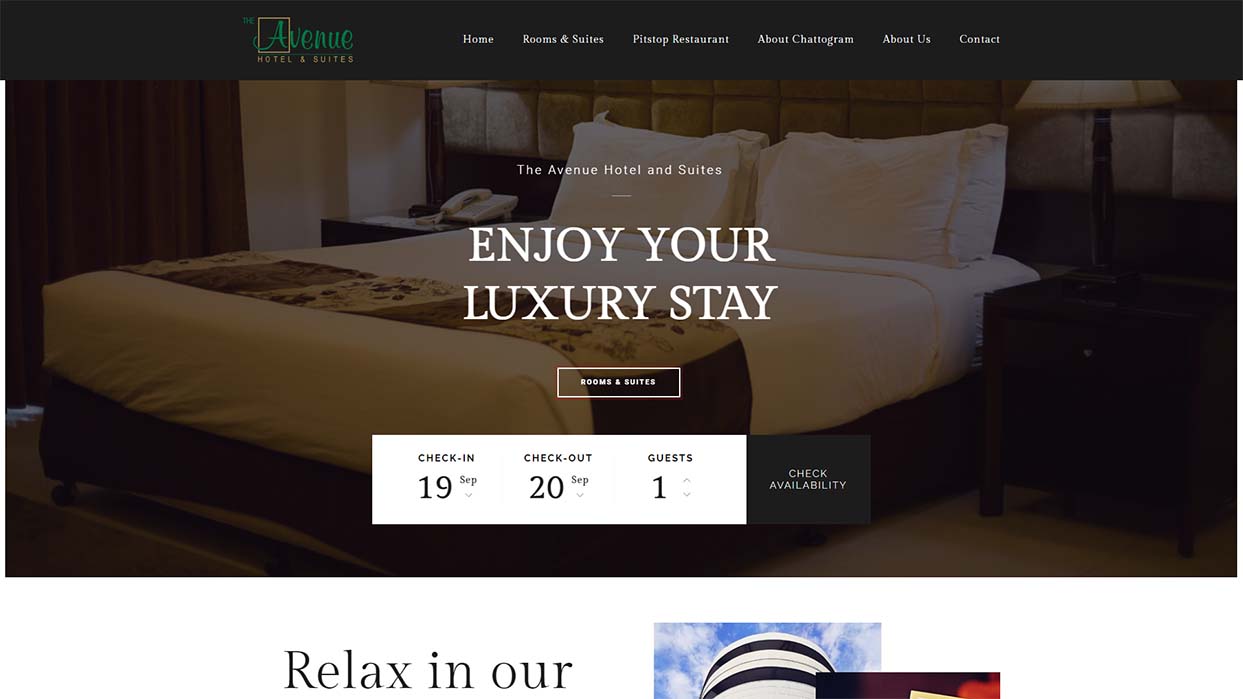 THE
Avenue
HOTEL & SUITES
Home Rooms & Suites Pitstop Restaurant About Chattogram About Us Contact
The Avenue Hotel and Suites
ENJOY YOUR
LUXURY STAY
ROOMS & SUITES
CHECK-IN CHECK-OUT GUESTS
19 Sep 20 Sep 1
CHECK
AVAILABILITY
Relax in our